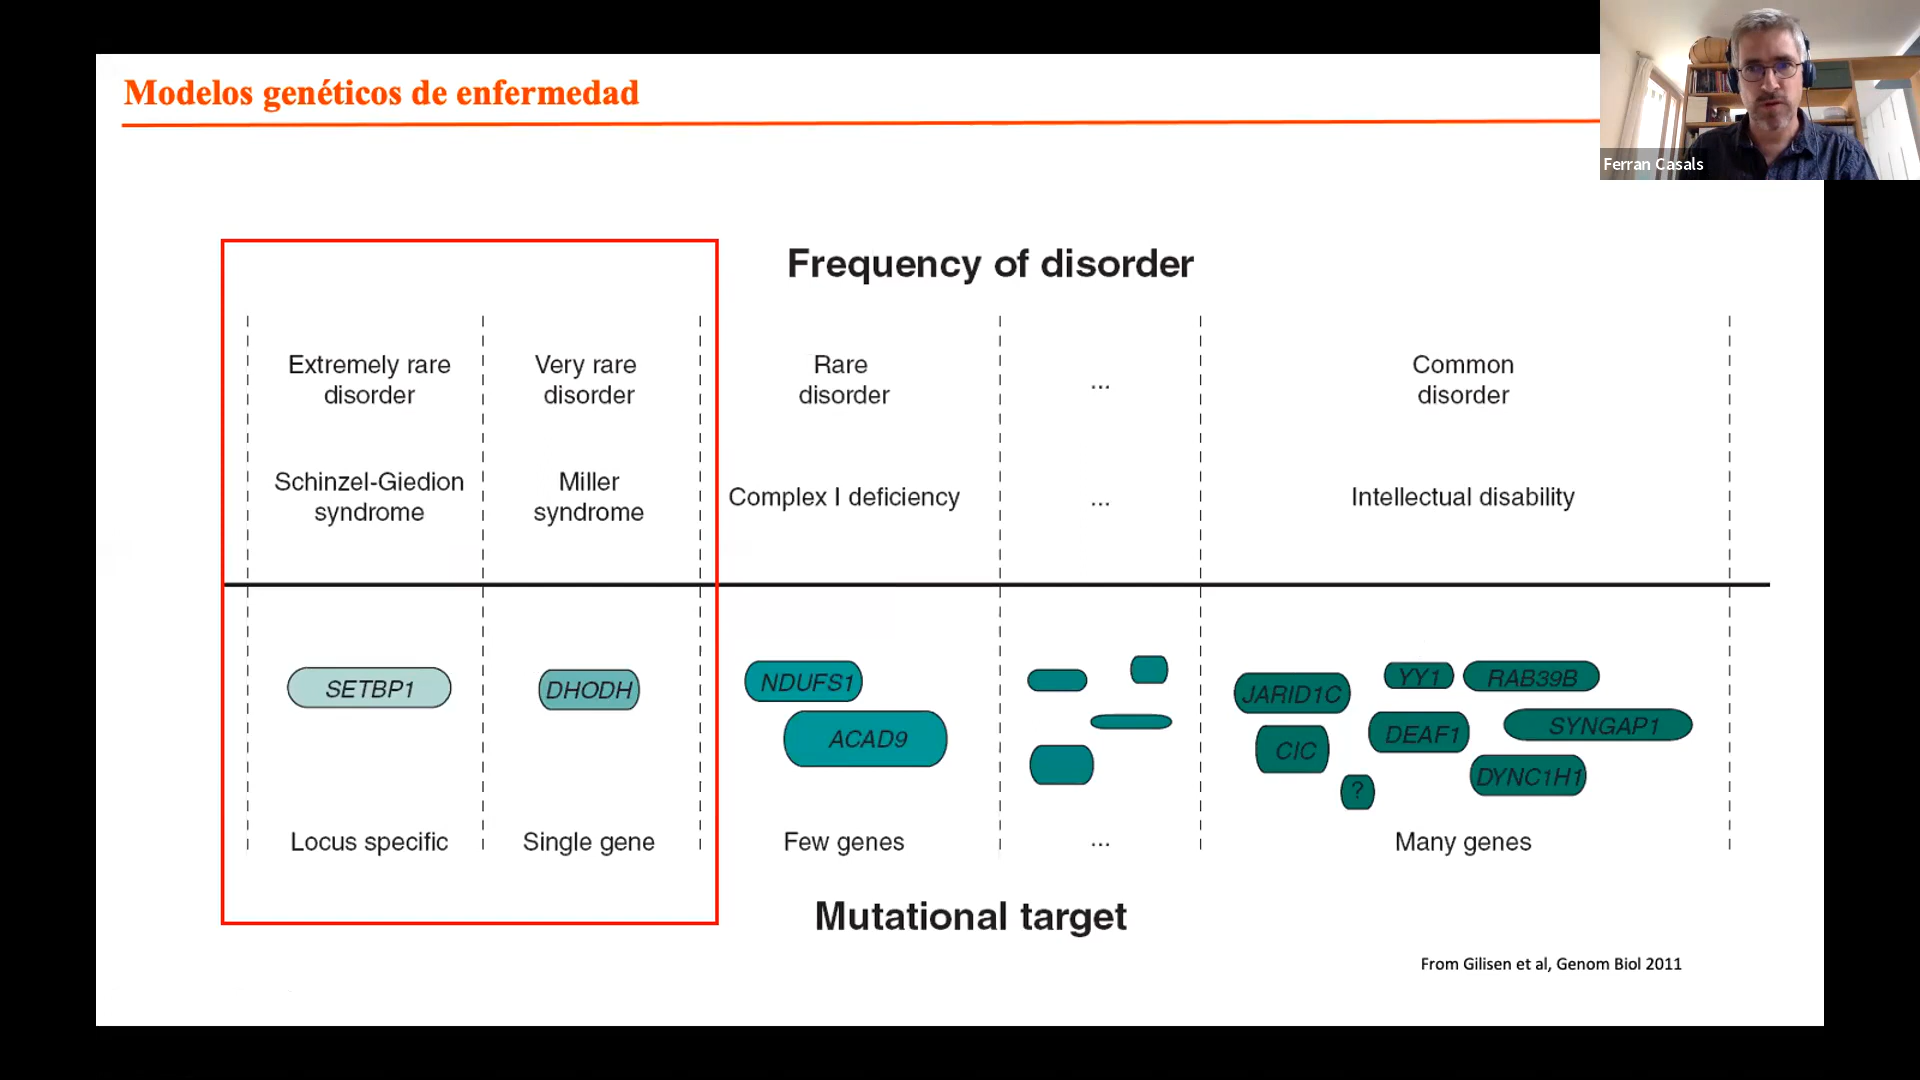 Modelos genéticos de enfermedad
Ferran Casals
Frequency of disorder
Extremely rare
disorder
Very rare
disorder
Rare
disorder
...
Common
disorder
Schinzel-Giedion
syndrome
Miller
syndrome
Complex I deficiency
...
Intellectual disability
SETBP1
DHODH
NDUFS1
ACAD9
JARID1C
YY1
RAB39B
CIC
DEAF1
SYNGAP1
?
DYNC1H1
Locus specific
Single gene
Few genes
...
Many genes
Mutational target
From Gilisen et al, Genom Biol 2011